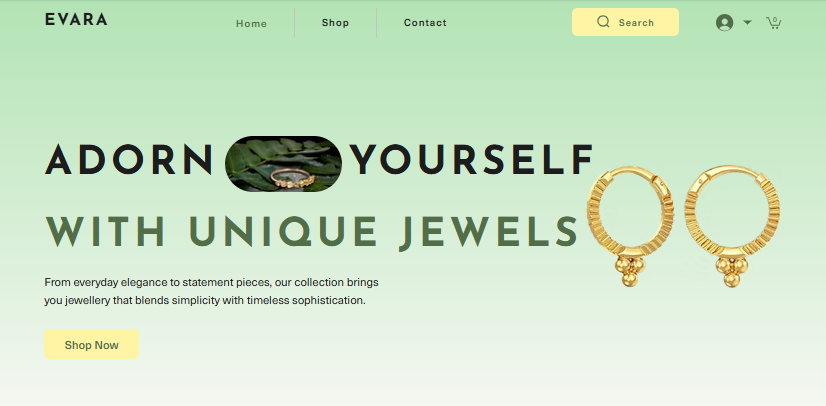 EVARA
Home
Shop
Contact
Search
0
ADORN YOURSELF
WITH UNIQUE JEWELS
From everyday elegance to statement pieces, our collection brings
you jewellery that blends simplicity with timeless sophistication.
Shop Now